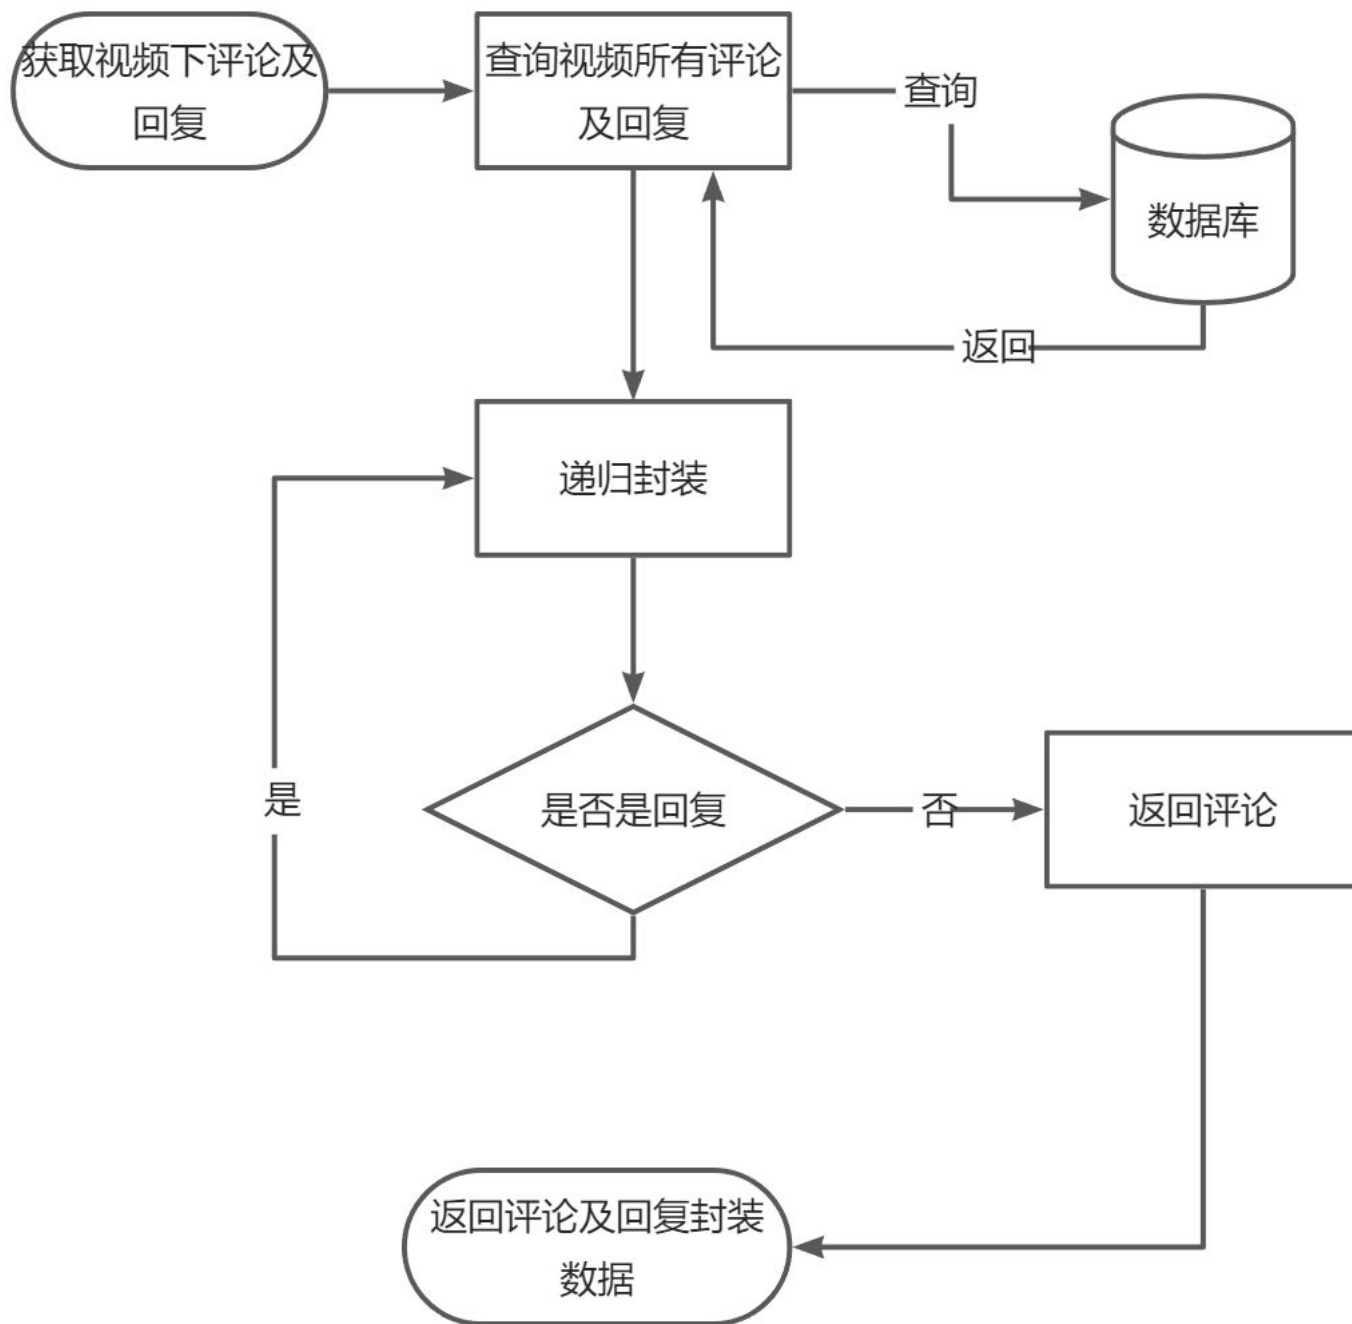 获取视频下评论及
回复
查询视频所有评论
及回复
查询
数据库
返回
递归封装
是否是回复
是
否
返回评论
返回评论及回复封装
数据